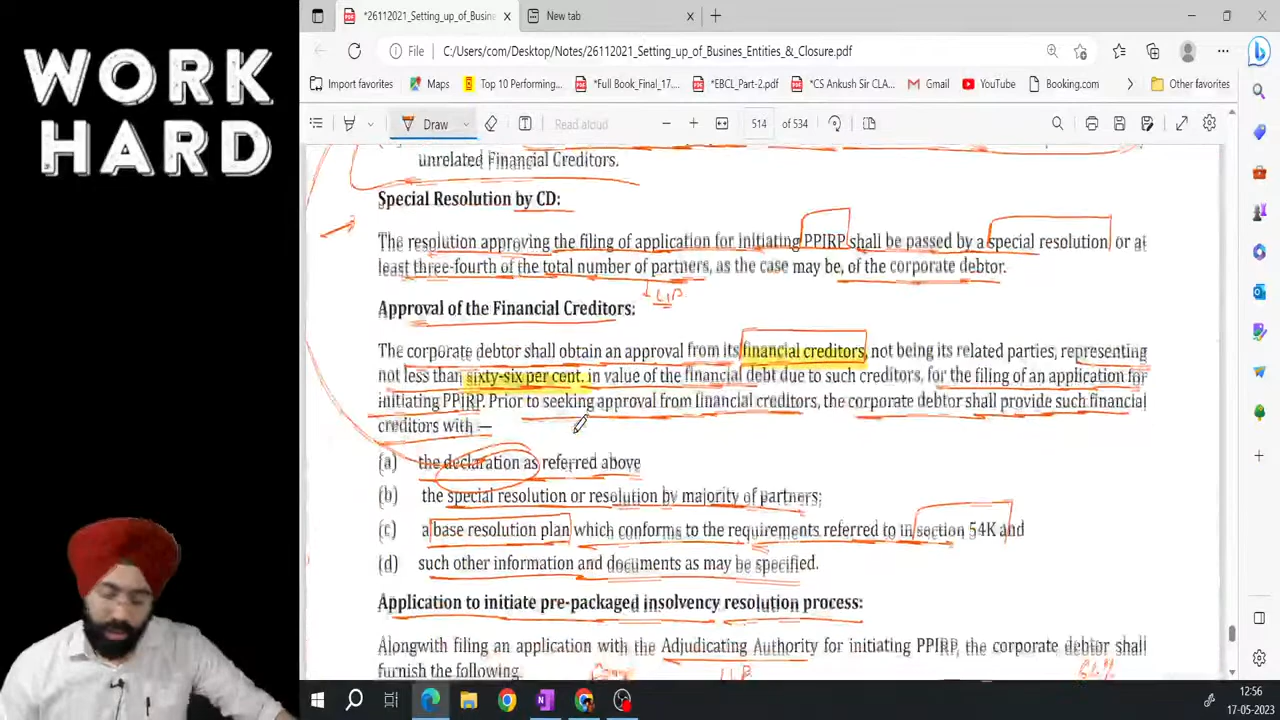 WORK
HARD
*26112021_Setting_up_of_Busine
New tab
File
C:/Users/com/Desktop/Notes/26112021_Setting_up_of_Busines_Entities_&_Closure.pdf
Import favorites
Top 10 Performing...
*Full Book_Final_17....
*EBCL_Part-2.pdf
*CS Ankush Sir CLA...
Gmail
YouTube
Booking.com
Other favorites
Draw
Read aloud
514
of 534
unrelated Financial Creditors.
Special Resolution by CD:
The resolution approving the filing of application for initiating PPIRP shall be passed by a special resolution or at
least three-fourth of the total number of partners, as the case may be, of the corporate debtor.
Approval of the Financial Creditors:
The corporate debtor shall obtain an approval from its financial creditors, not being its related parties, representing
not less than sixty-six per cent. in value of the financial debt due to such creditors, for the filing of an application for
initiating PPIRP. Prior to seeking approval from financial creditors, the corporate debtor shall provide such financial
creditors with —
(a) the declaration as referred above
(b) the special resolution or resolution by majority of partners;
(c) a base resolution plan which conforms to the requirements referred to in section 54K and
(d) such other information and documents as may be specified.
Application to initiate pre-packaged insolvency resolution process:
Alongwith filing an application with the Adjudicating Authority for initiating PPIRP, the corporate debtor shall
furnish the following.
12:56
17-05-2023